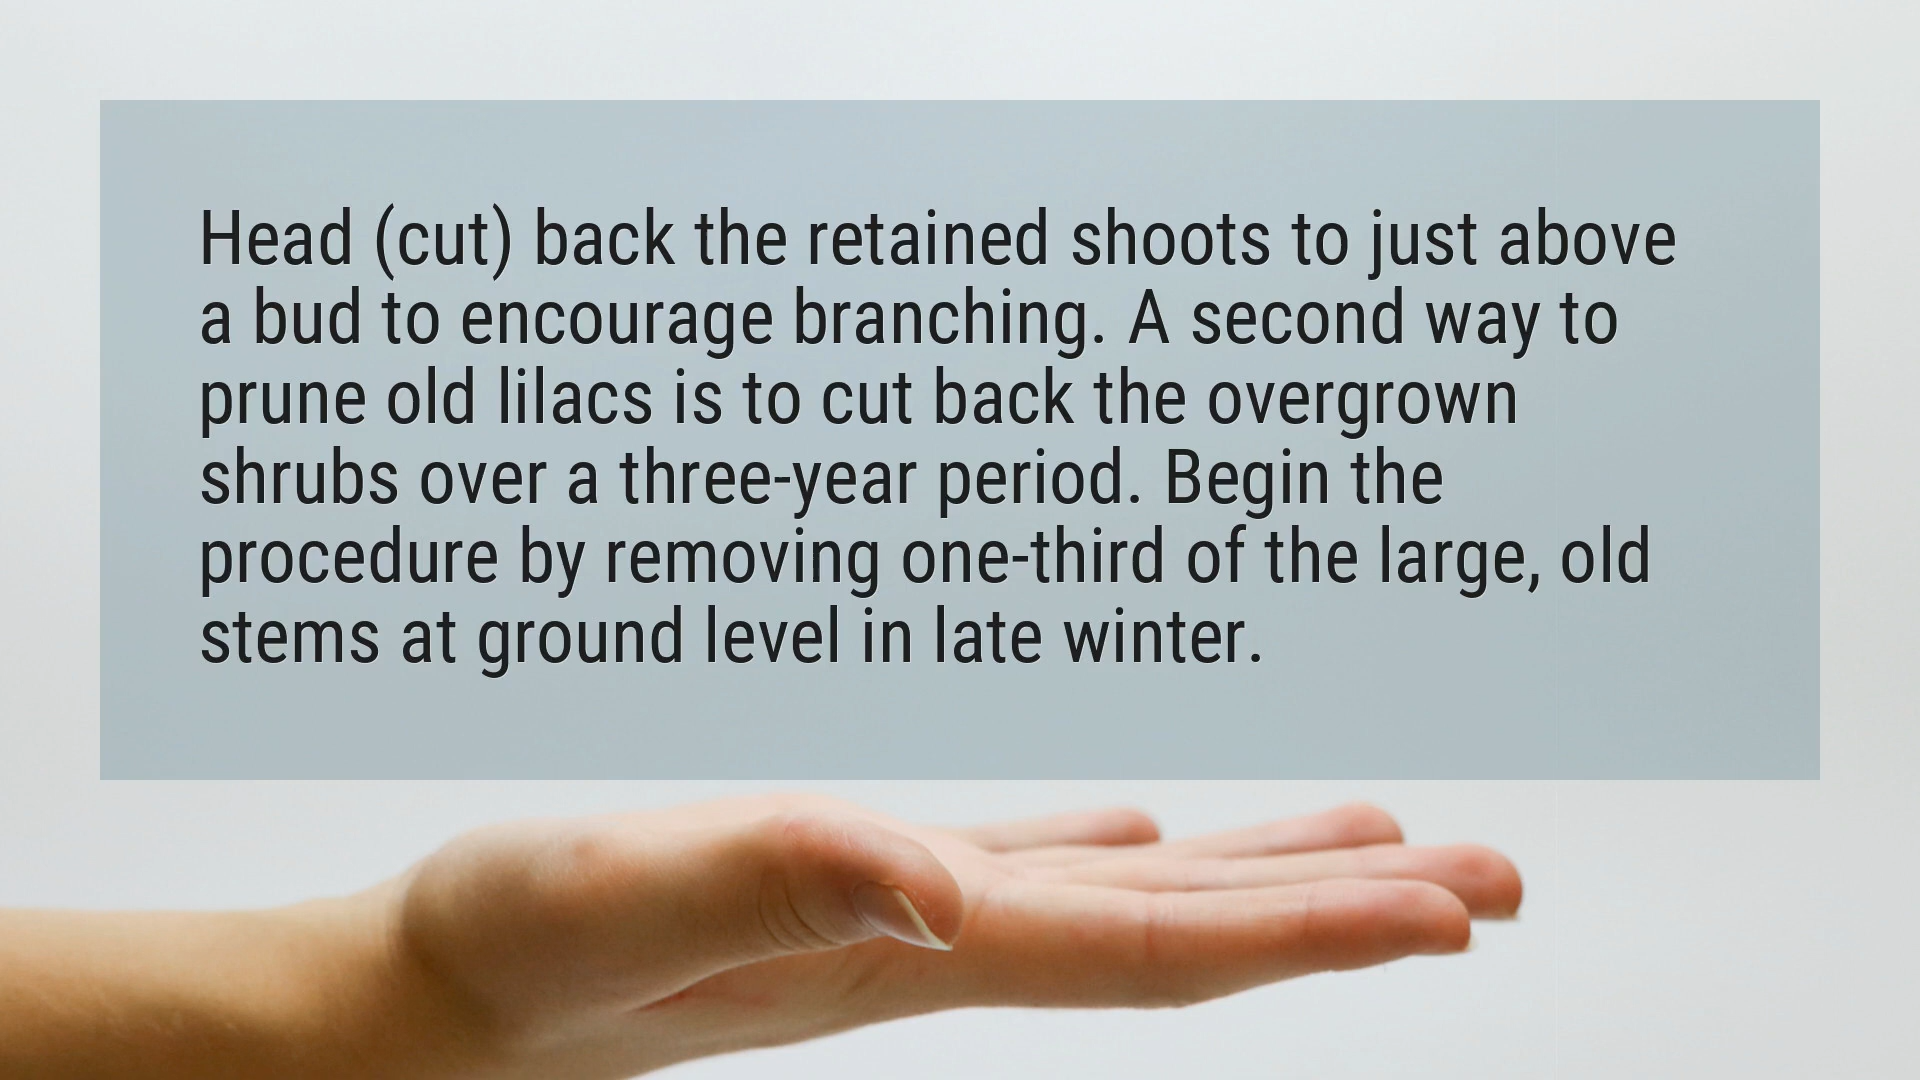 Head (cut) back the retained shoots to just above
a bud to encourage branching. A second way to
prune old lilacs is to cut back the overgrown
shrubs over a three-year period. Begin the
procedure by removing one-third of the large, old
stems at ground level in late winter.